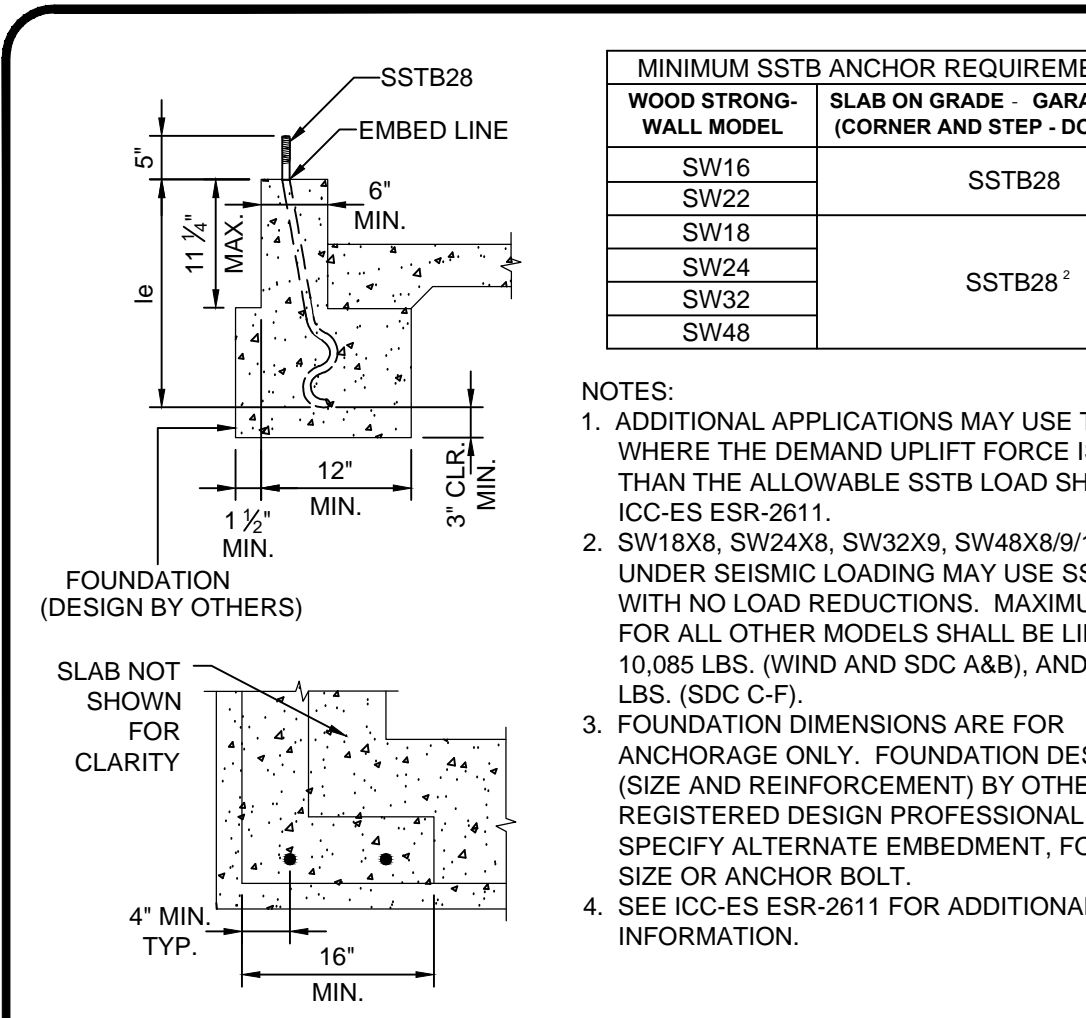 SSTB28
EMBED LINE
5"
6"
MIN.
11 ¼"
MAX.
le
12"
MIN.
1 ½"
MIN.
3" CLR.
MIN.
FOUNDATION
(DESIGN BY OTHERS)
SLAB NOT
SHOWN
FOR
CLARITY
4" MIN.
TYP.
16"
MIN.
MINIMUM SSTB ANCHOR REQUIREME
WOOD STRONG-
WALL MODEL
SLAB ON GRADE - GARA
(CORNER AND STEP - DO
SW16
SW22
SSTB28
SW18
SW24
SW32
SW48
SSTB28 ²
NOTES:
1. ADDITIONAL APPLICATIONS MAY USE T
WHERE THE DEMAND UPLIFT FORCE IS
THAN THE ALLOWABLE SSTB LOAD SH
ICC-ES ESR-2611.
2. SW18X8, SW24X8, SW32X9, SW48X8/9/1
UNDER SEISMIC LOADING MAY USE SS
WITH NO LOAD REDUCTIONS. MAXIMU
FOR ALL OTHER MODELS SHALL BE LI
10,085 LBS. (WIND AND SDC A&B), AND
LBS. (SDC C-F).
3. FOUNDATION DIMENSIONS ARE FOR
ANCHORAGE ONLY. FOUNDATION DES
(SIZE AND REINFORCEMENT) BY OTHE
REGISTERED DESIGN PROFESSIONAL
SPECIFY ALTERNATE EMBEDMENT, FO
SIZE OR ANCHOR BOLT.
4. SEE ICC-ES ESR-2611 FOR ADDITIONAL
INFORMATION.